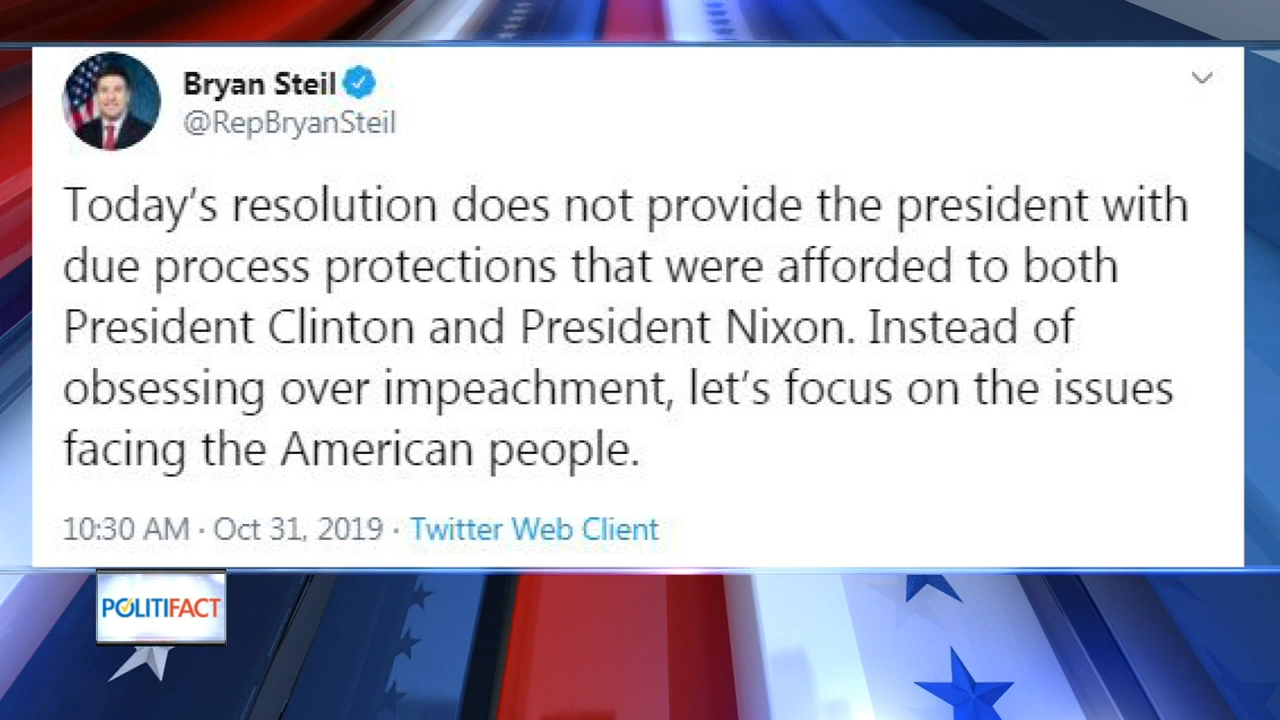 Bryan Steil
@RepBryanSteil
Today's resolution does not provide the president with
due process protections that were afforded to both
President Clinton and President Nixon. Instead of
obsessing over impeachment, let's focus on the issues
facing the American people.
10:30 AM · Oct 31, 2019 · Twitter Web Client
POLITIFACT